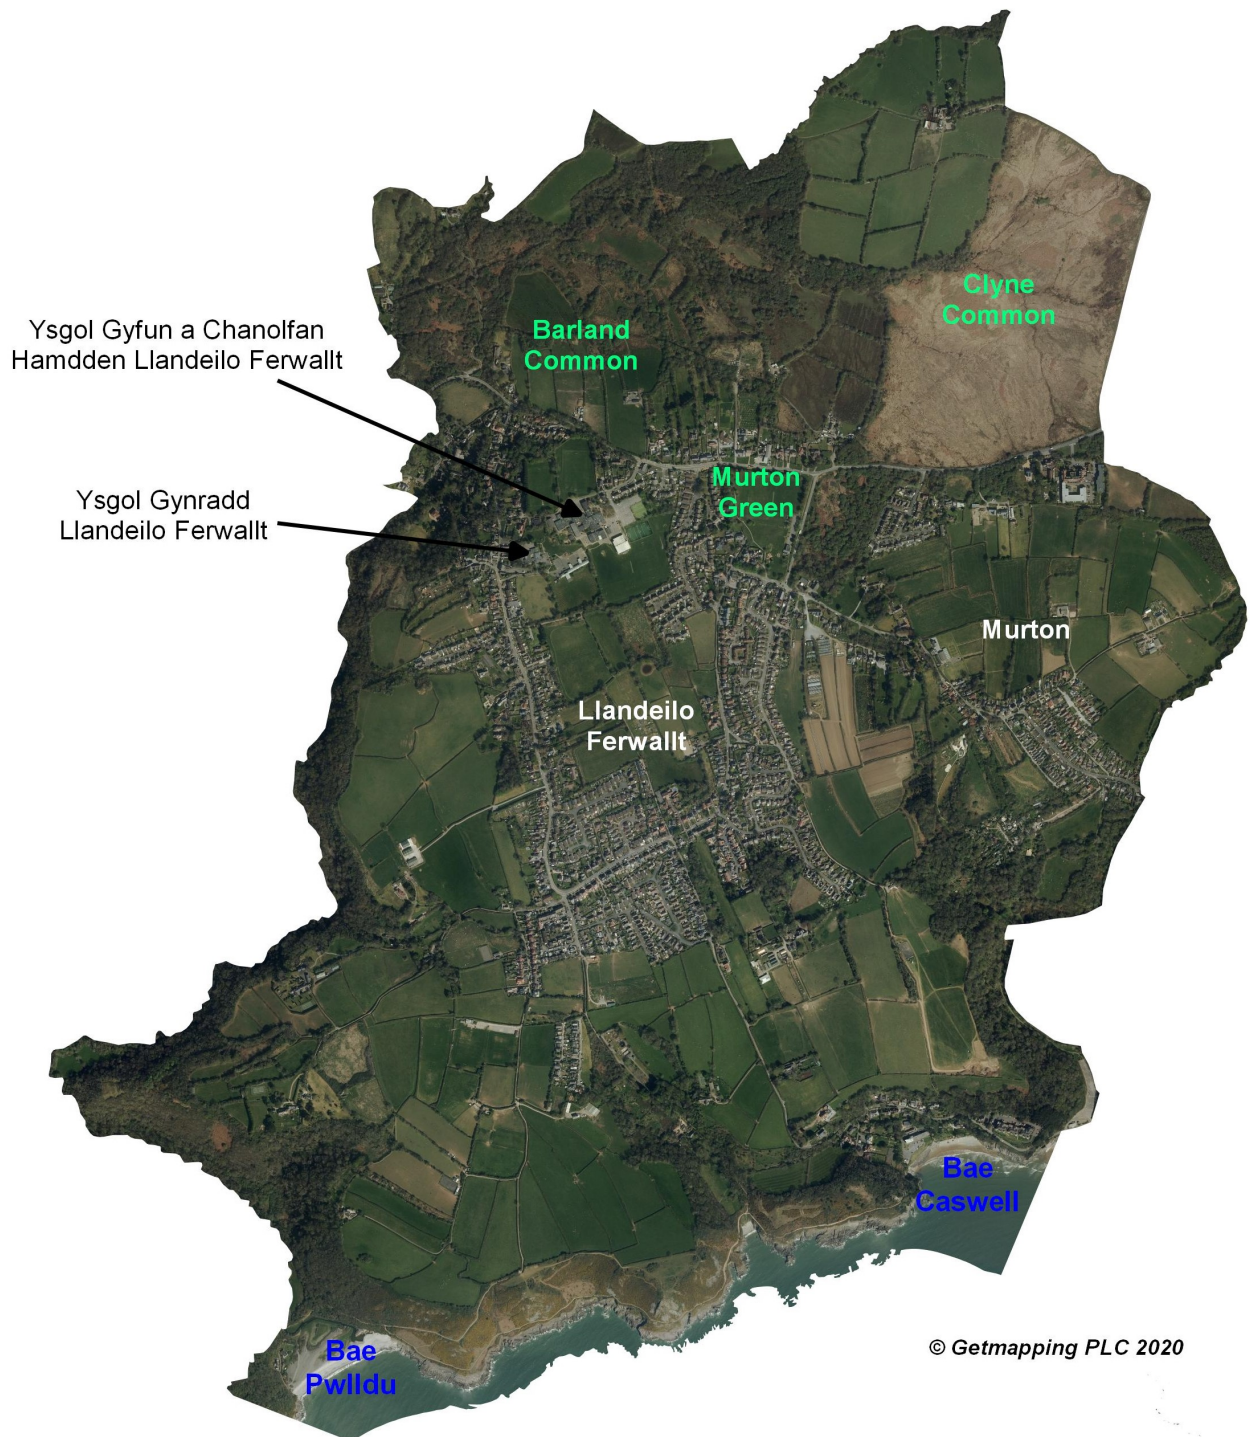 Clyne
Common
Barland
Common
Ysgol Gyfun a Chanolfan
Hamdden Llandeilo Ferwallt
Murton
Green
Ysgol Gynradd
Llandeilo Ferwallt
Murton
Llandeilo
Ferwallt
Bae
Caswell
Bae
Pwlldu
© Getmapping PLC 2020